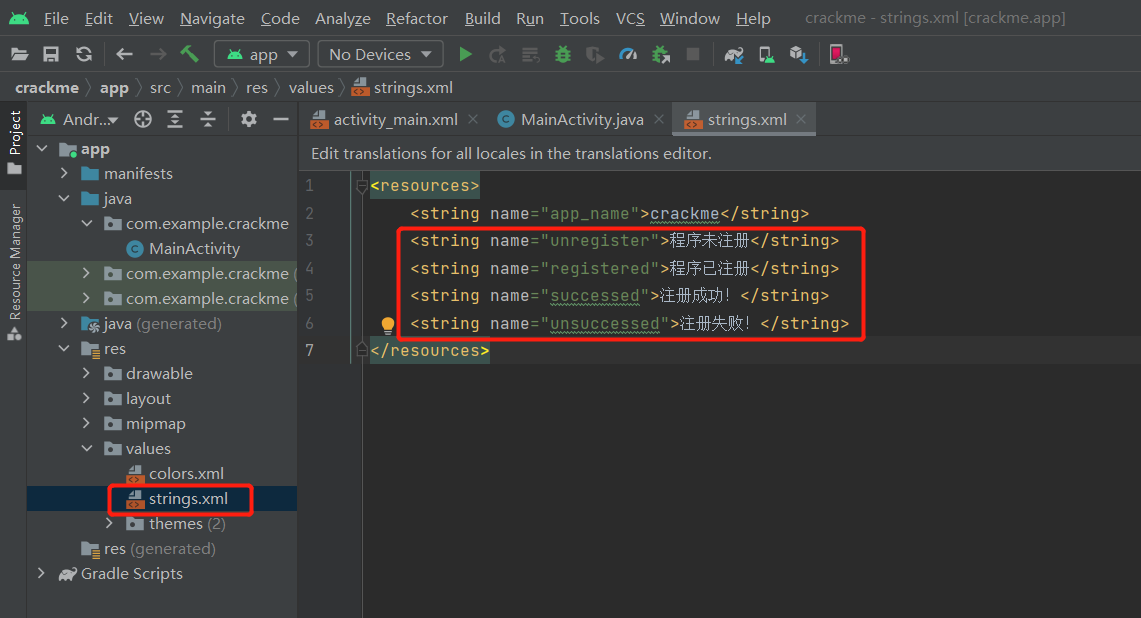 File Edit View Navigate Code Analyze Refactor Build Run Tools VCS Window Help crackme - strings.xml [crackme.app]
app No Devices
crackme app src main res values strings.xml
Project
Resource Manager
Andr...
app
manifests
java
com.example.crackme
MainActivity
com.example.crackme (
com.example.crackme (
java (generated)
res
drawable
layout
mipmap
values
colors.xml
strings.xml
themes (2)
res (generated)
Gradle Scripts
activity_main.xml MainActivity.java strings.xml
Edit translations for all locales in the translations editor.
1 <resources>
2 <string name="app_name">crackme</string>
3 <string name="unregister">程序未注册</string>
4 <string name="registered">程序已注册</string>
5 <string name="successed">注册成功！</string>
6 <string name="unsuccessed">注册失败！</string>
7 </resources>